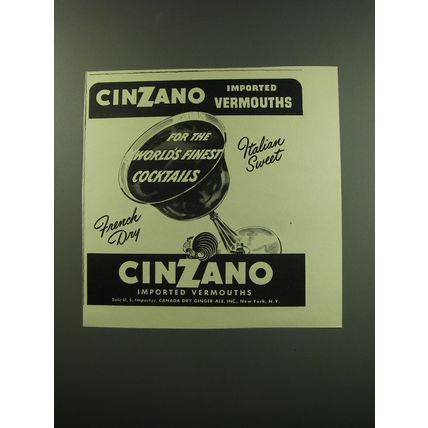 CINZANO IMPORTED VERMOUTHS
FOR THE
WORLD'S FINEST
COCKTAILS
Italian
Sweet
French
Dry
CINZANO
IMPORTED VERMOUTHS
Sole U. S. Importer, CANADA DRY GINGER ALE, INC., New York, N. Y.